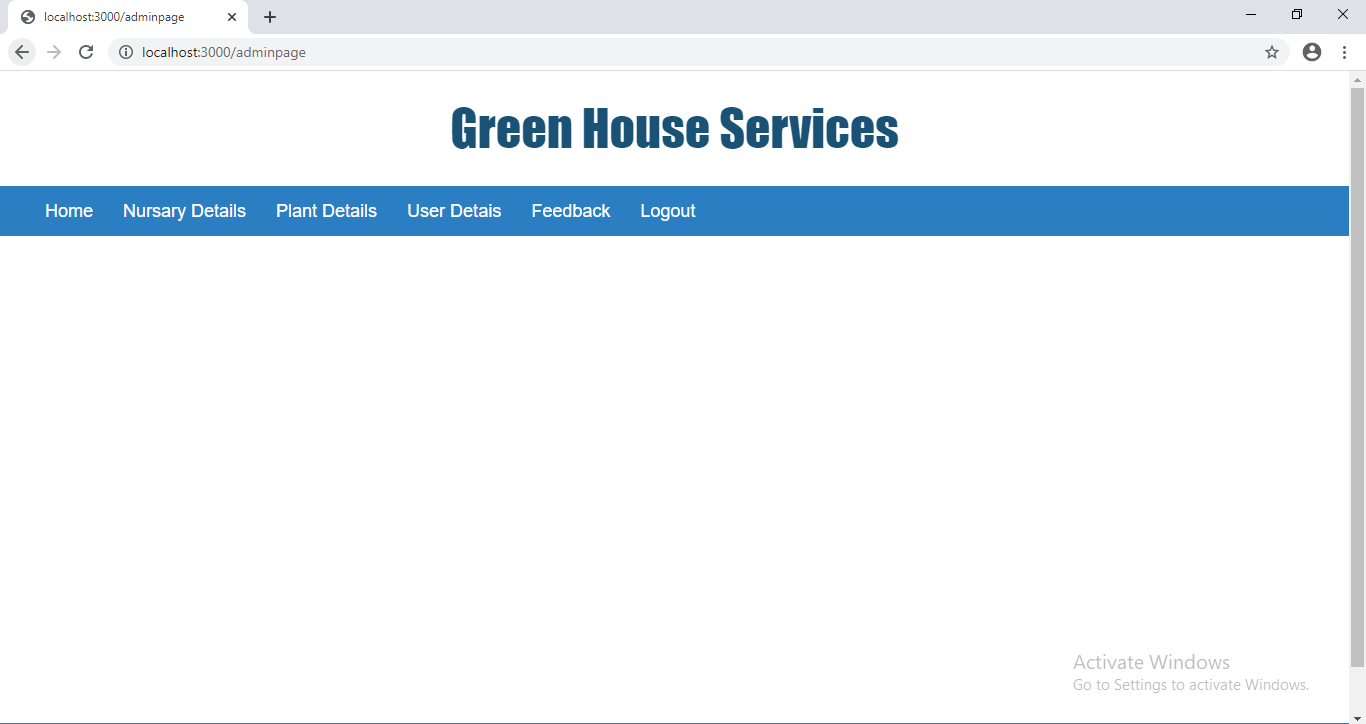 localhost:3000/adminpage
localhost:3000/adminpage
Green House Services
Home Nursary Details Plant Details User Detais Feedback Logout
Activate Windows
Go to Settings to activate Windows.